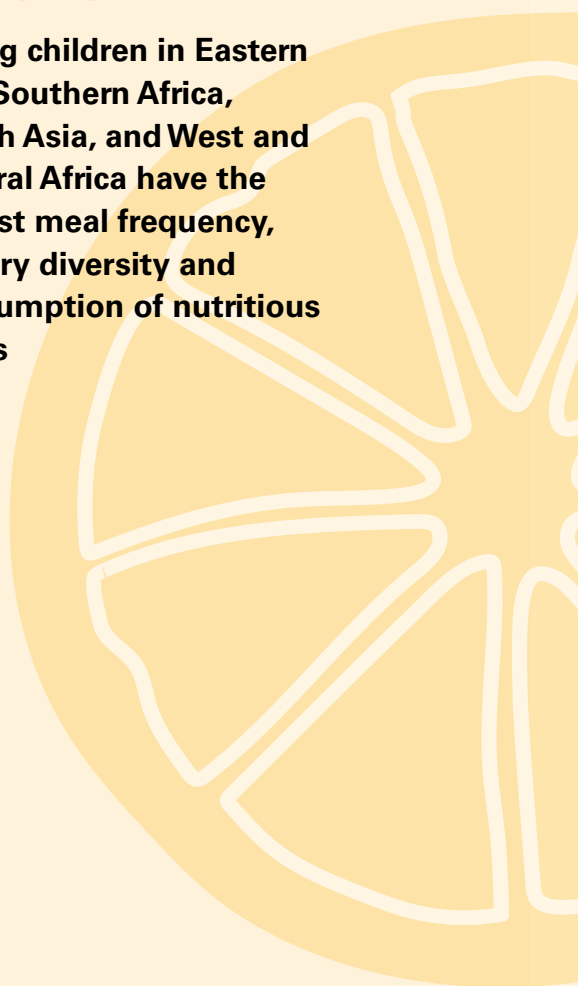 g children in Eastern
Southern Africa,
h Asia, and West and
ral Africa have the
st meal frequency,
ry diversity and
umption of nutritious
s